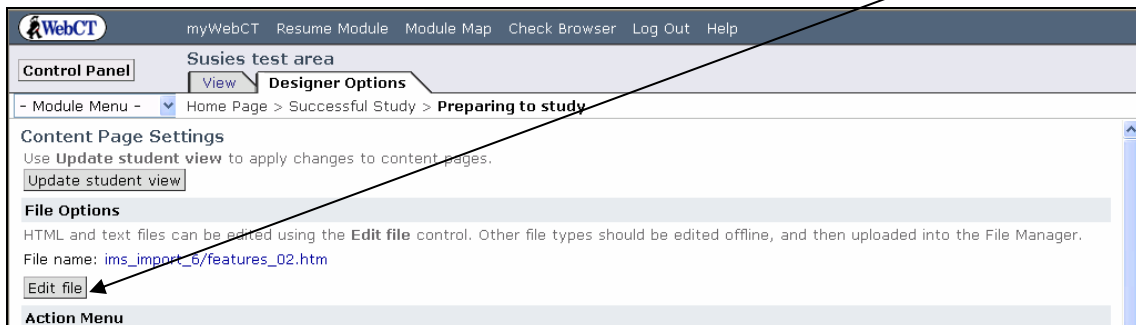 WebCT myWebCT Resume Module Module Map Check Browser Log Out Help
Control Panel
Susies test area
View Designer Options
- Module Menu - Home Page > Successful Study > Preparing to study
Content Page Settings
Use Update student view to apply changes to content pages.
Update student view
File Options
HTML and text files can be edited using the Edit file control. Other file types should be edited offline, and then uploaded into the File Manager.
File name: ims_import_6/features_02.htm
Edit file
Action Menu